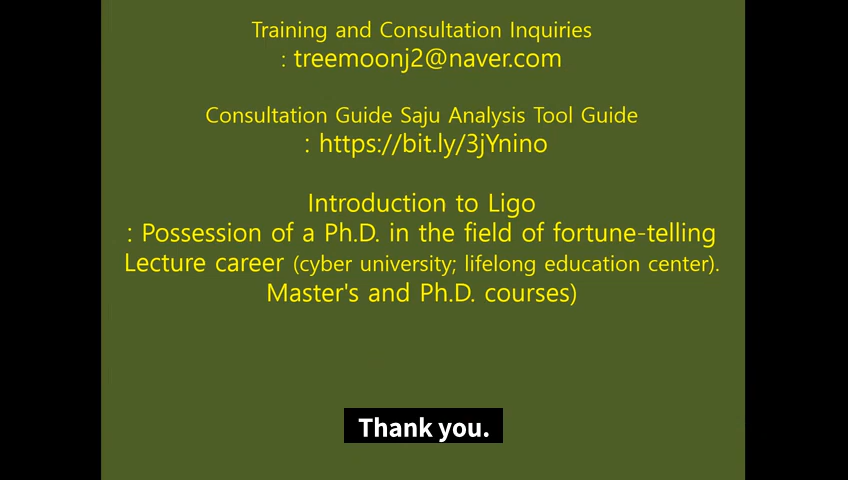 Training and Consultation Inquiries
: treemoonj2@naver.com
Consultation Guide Saju Analysis Tool Guide
: https://bit.ly/3jYnino
Introduction to Ligo
: Possession of a Ph.D. in the field of fortune-telling
Lecture career (cyber university; lifelong education center).
Master's and Ph.D. courses)
Thank you.